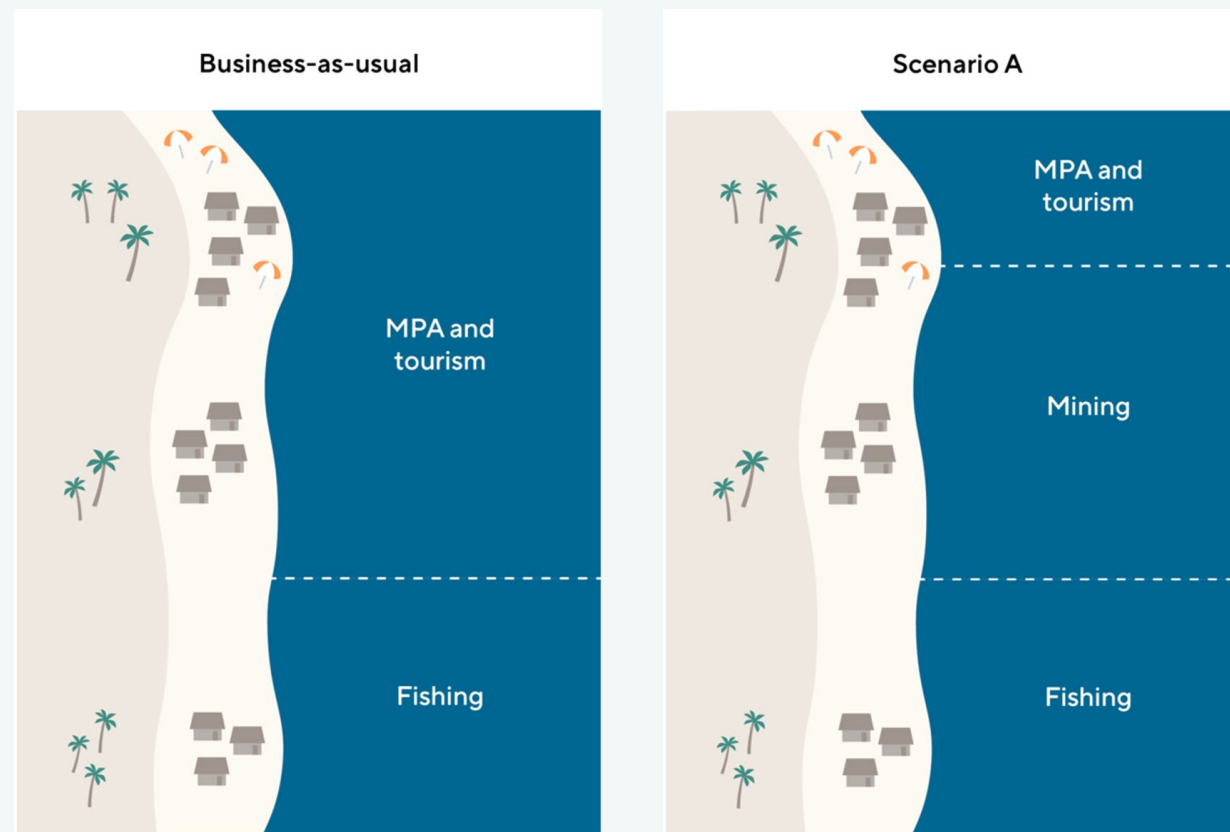 Business-as-usual
MPA and
tourism
Fishing
Scenario A
MPA and
tourism
Mining
Fishing